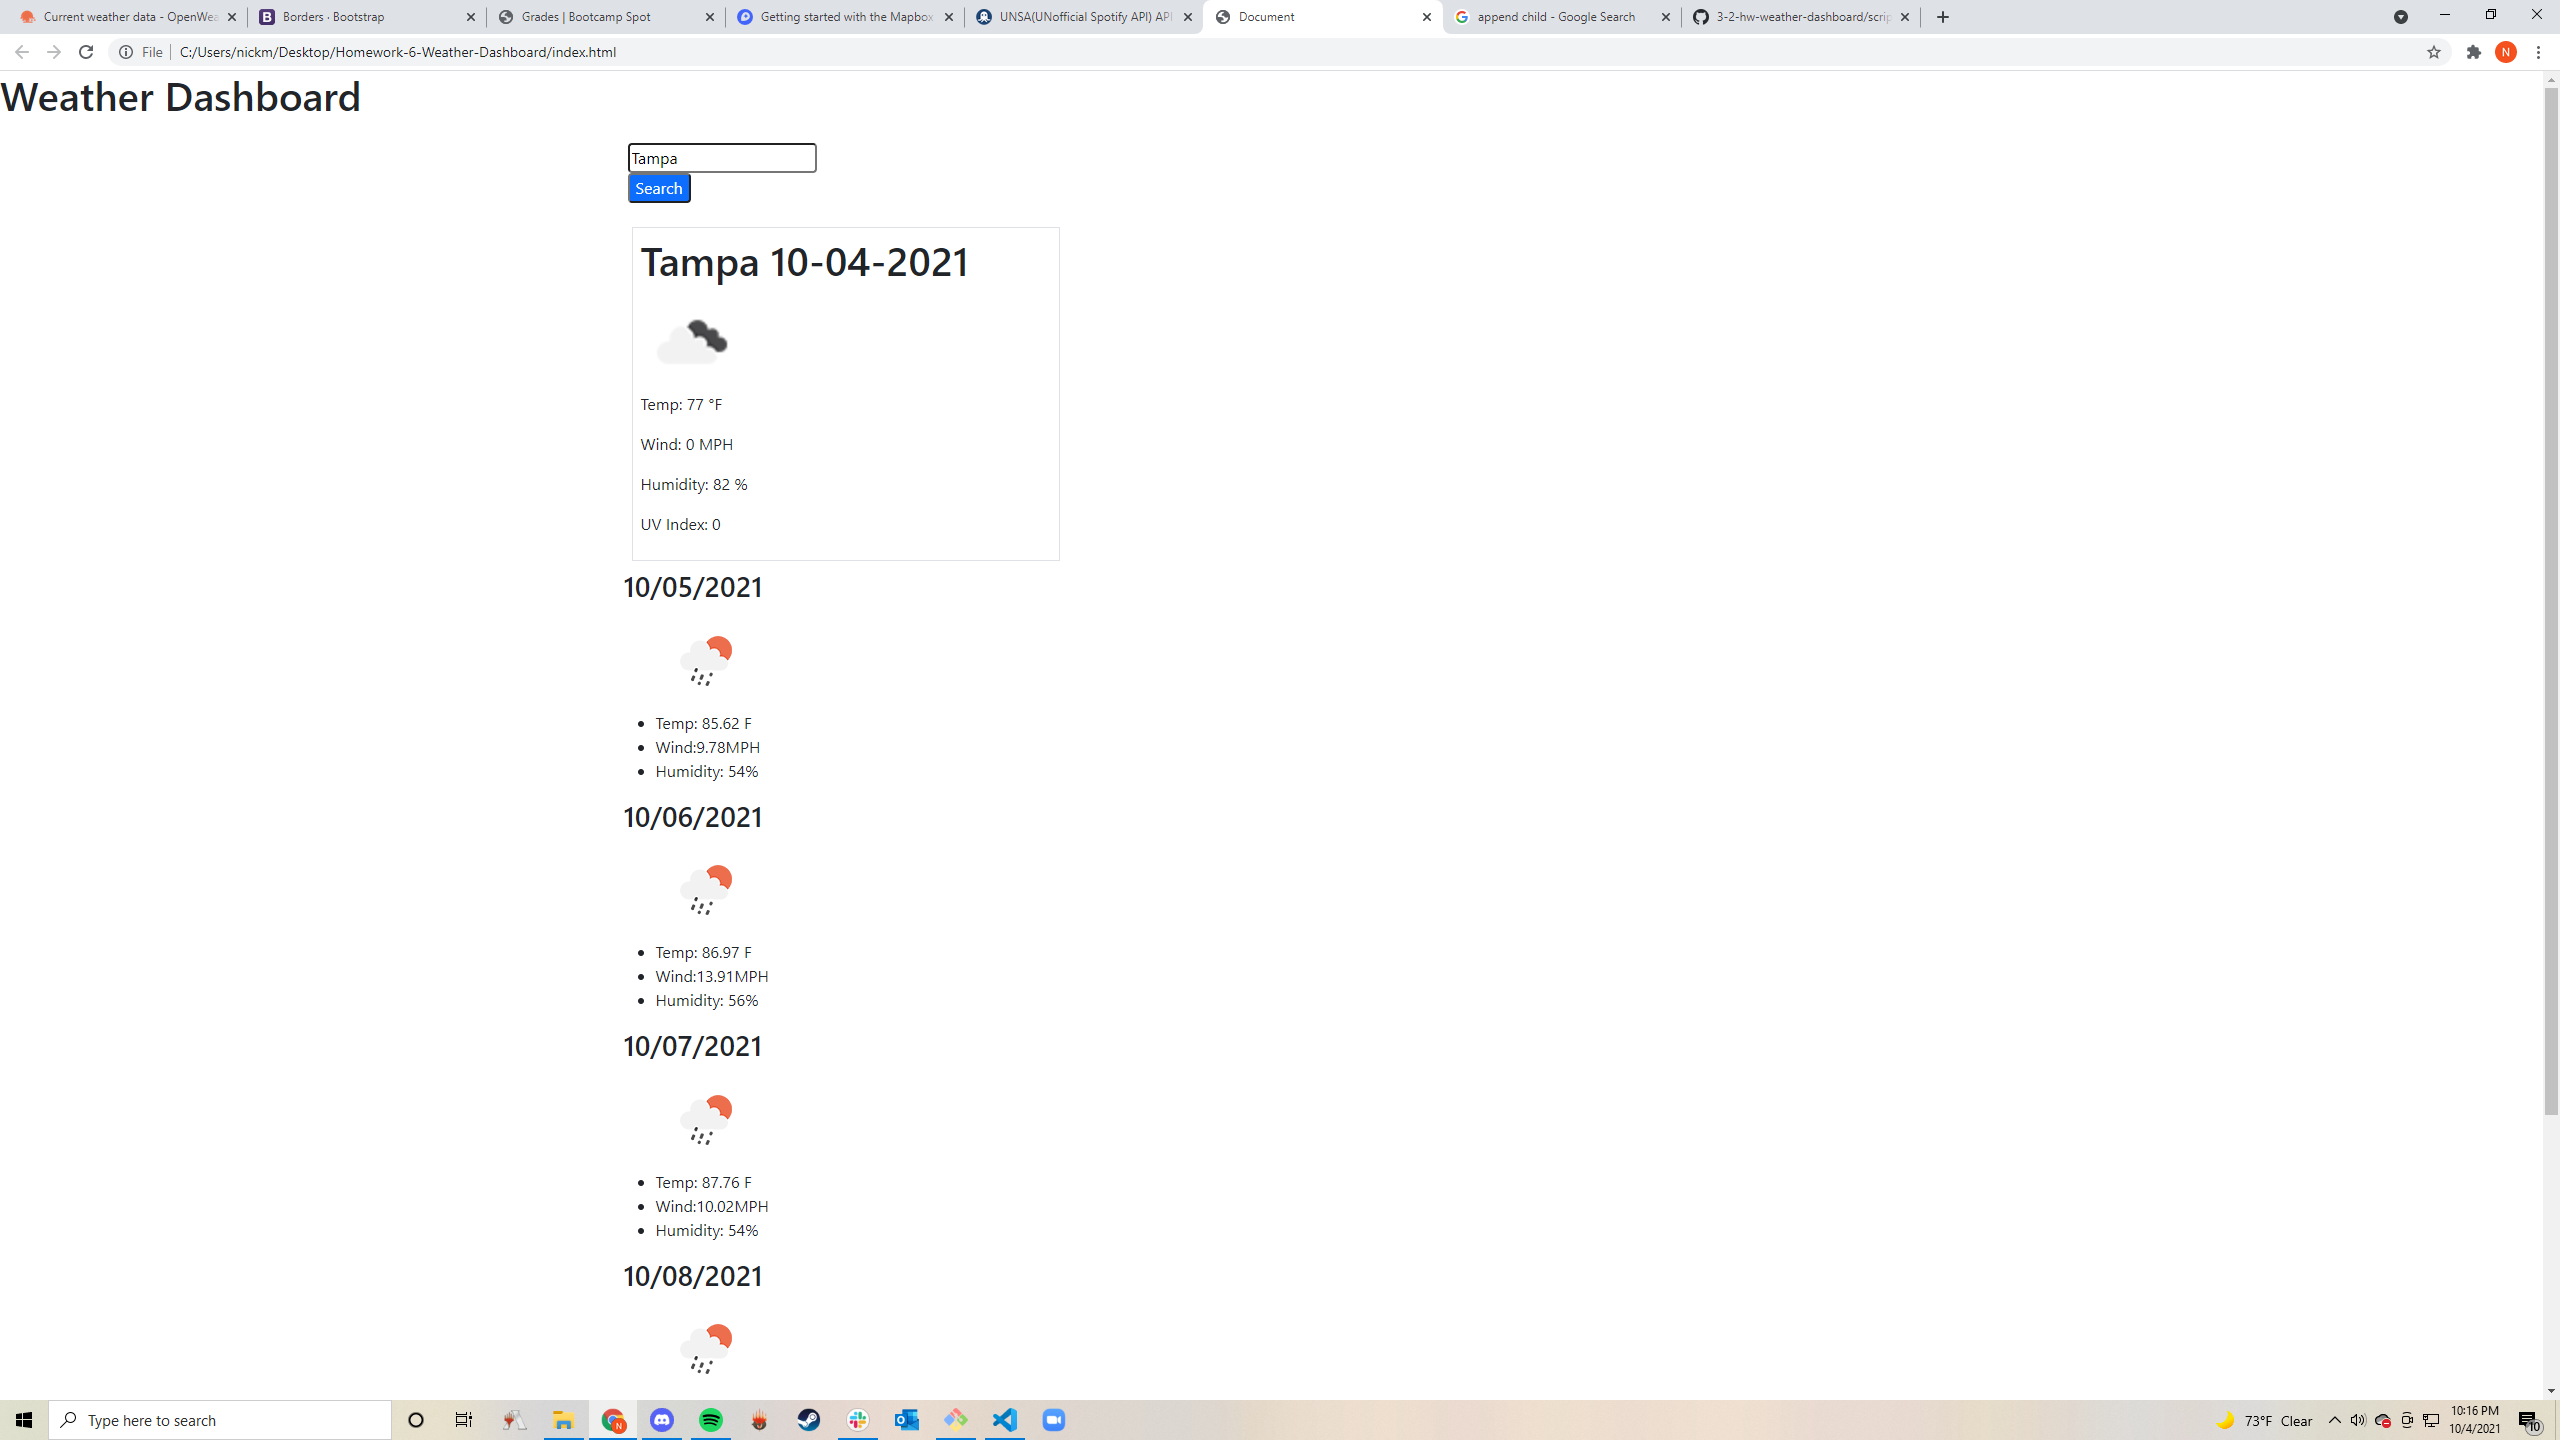 Current weather data - OpenWea
Borders · Bootstrap
Grades | Bootcamp Spot
Getting started with the Mapbox
UNSA(UNofficial Spotify API) API
Document
append child - Google Search
3-2-hw-weather-dashboard/scrip
File
C:/Users/nickm/Desktop/Homework-6-Weather-Dashboard/index.html
N
Weather Dashboard
Tampa
Search
Tampa 10-04-2021
Temp: 77 °F
Wind: 0 MPH
Humidity: 82 %
UV Index: 0
10/05/2021
Temp: 85.62 F
Wind:9.78MPH
Humidity: 54%
10/06/2021
Temp: 86.97 F
Wind:13.91MPH
Humidity: 56%
10/07/2021
Temp: 87.76 F
Wind:10.02MPH
Humidity: 54%
10/08/2021
Type here to search
73°F Clear
10:16 PM
10/4/2021
10